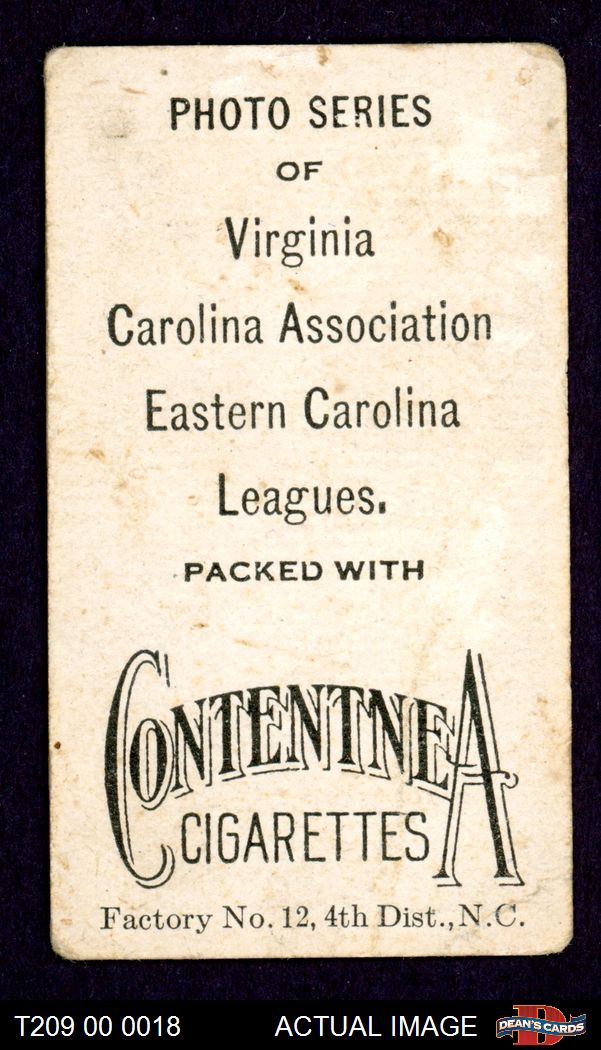 PHOTO SERIES
OF
Virginia
Carolina Association
Eastern Carolina
Leagues.
PACKED WITH
CONTENTNEA
CIGARETTES
Factory No. 12, 4th Dist., N.C.
T209 00 0018 ACTUAL IMAGE D DEAN'S CARDS